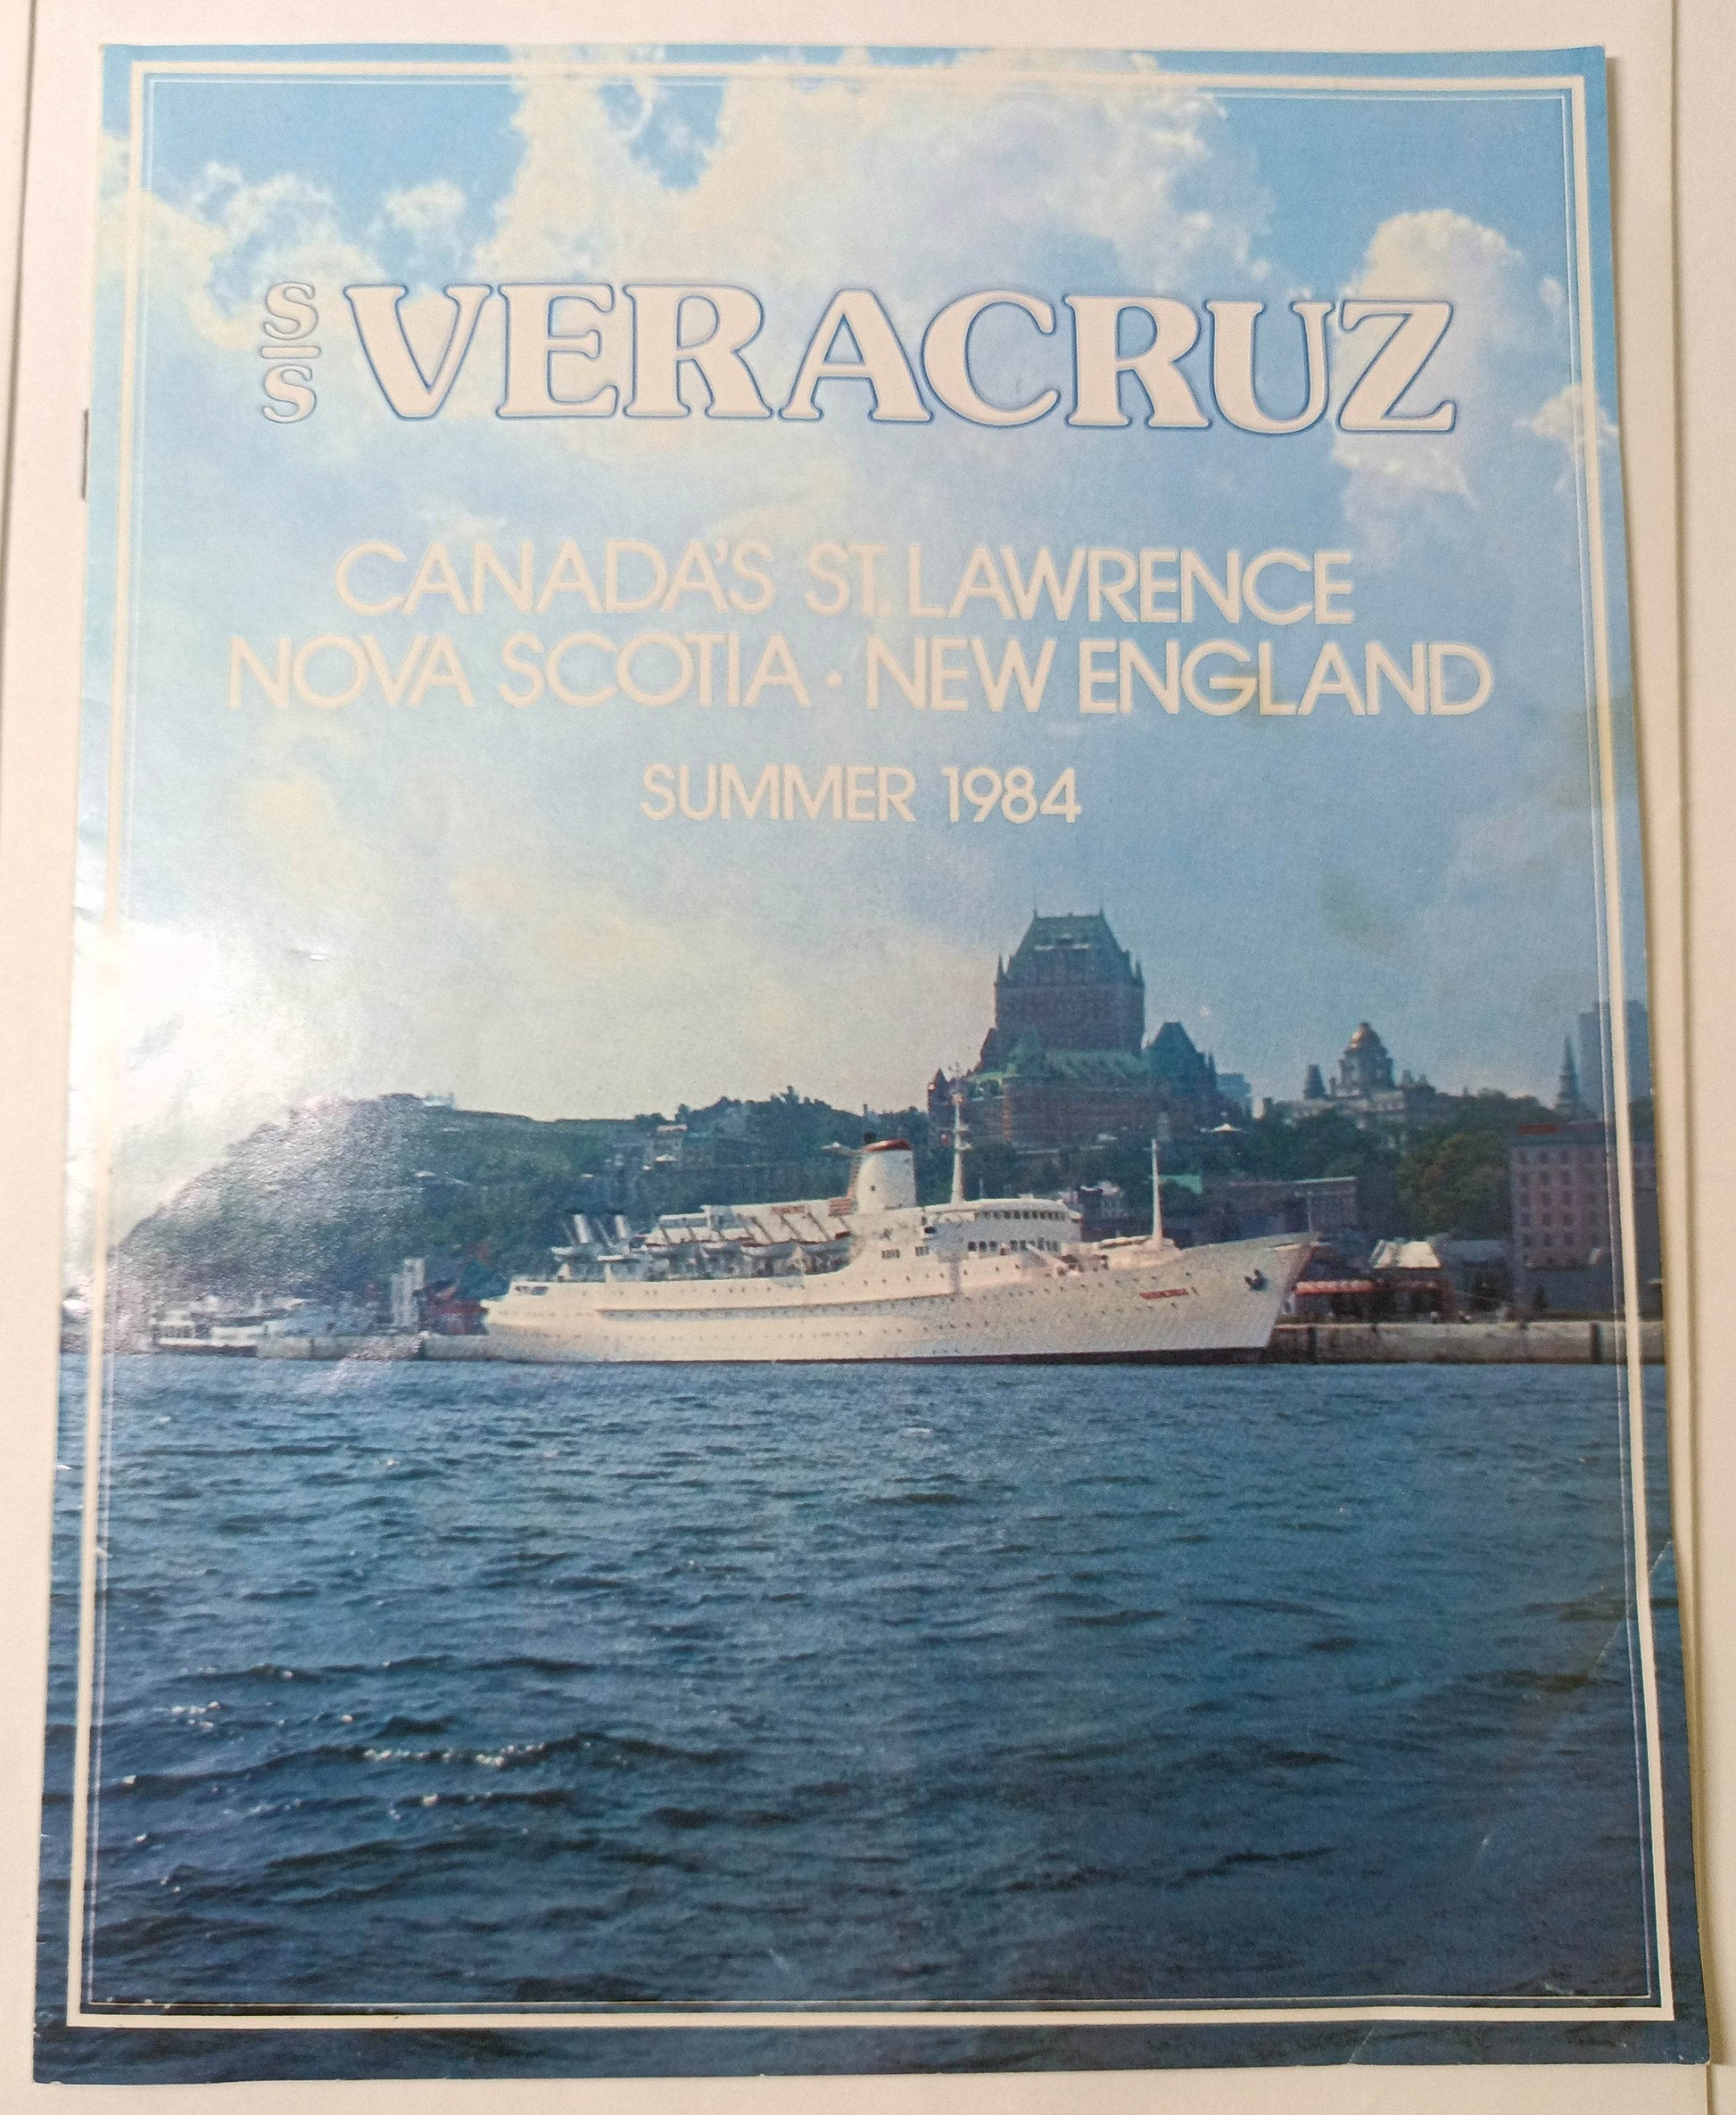 S/S VERACRUZ
CANADA'S ST. LAWRENCE
NOVA SCOTIA · NEW ENGLAND
SUMMER 1984